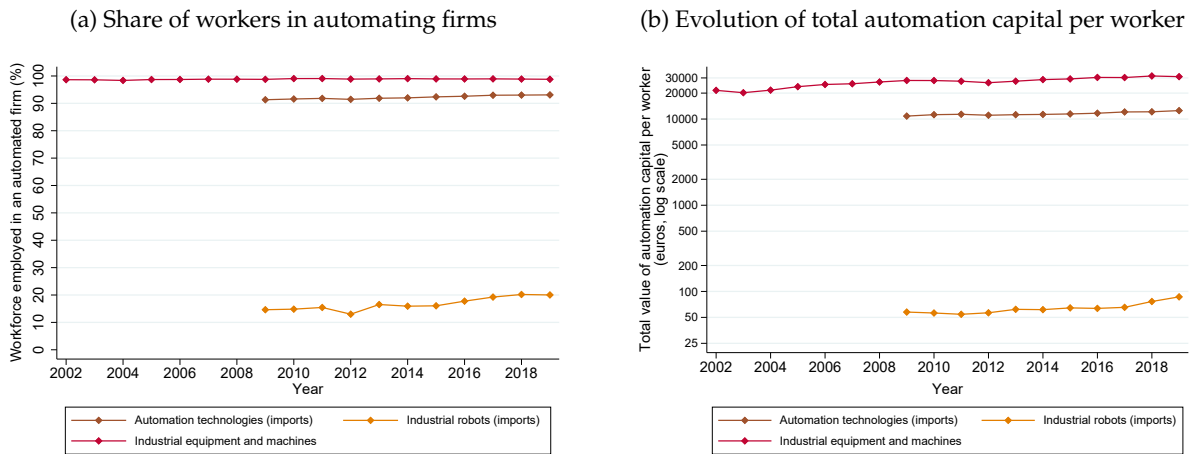 (a) Share of workers in automating firms
Workforce employed in an automated firm (%)
100
90
80
70
60
50
40
30
20
10
0
2002 2004 2006 2008 2010 2012 2014 2016 2018
Year
Automation technologies (imports) Industrial robots (imports)
Industrial equipment and machines
(b) Evolution of total automation capital per worker
Total value of automation capital per worker
(euros, log scale)
30000
20000
10000
5000
2000
1000
500
200
100
50
25
2002 2004 2006 2008 2010 2012 2014 2016 2018
Year
Automation technologies (imports) Industrial robots (imports)
Industrial equipment and machines